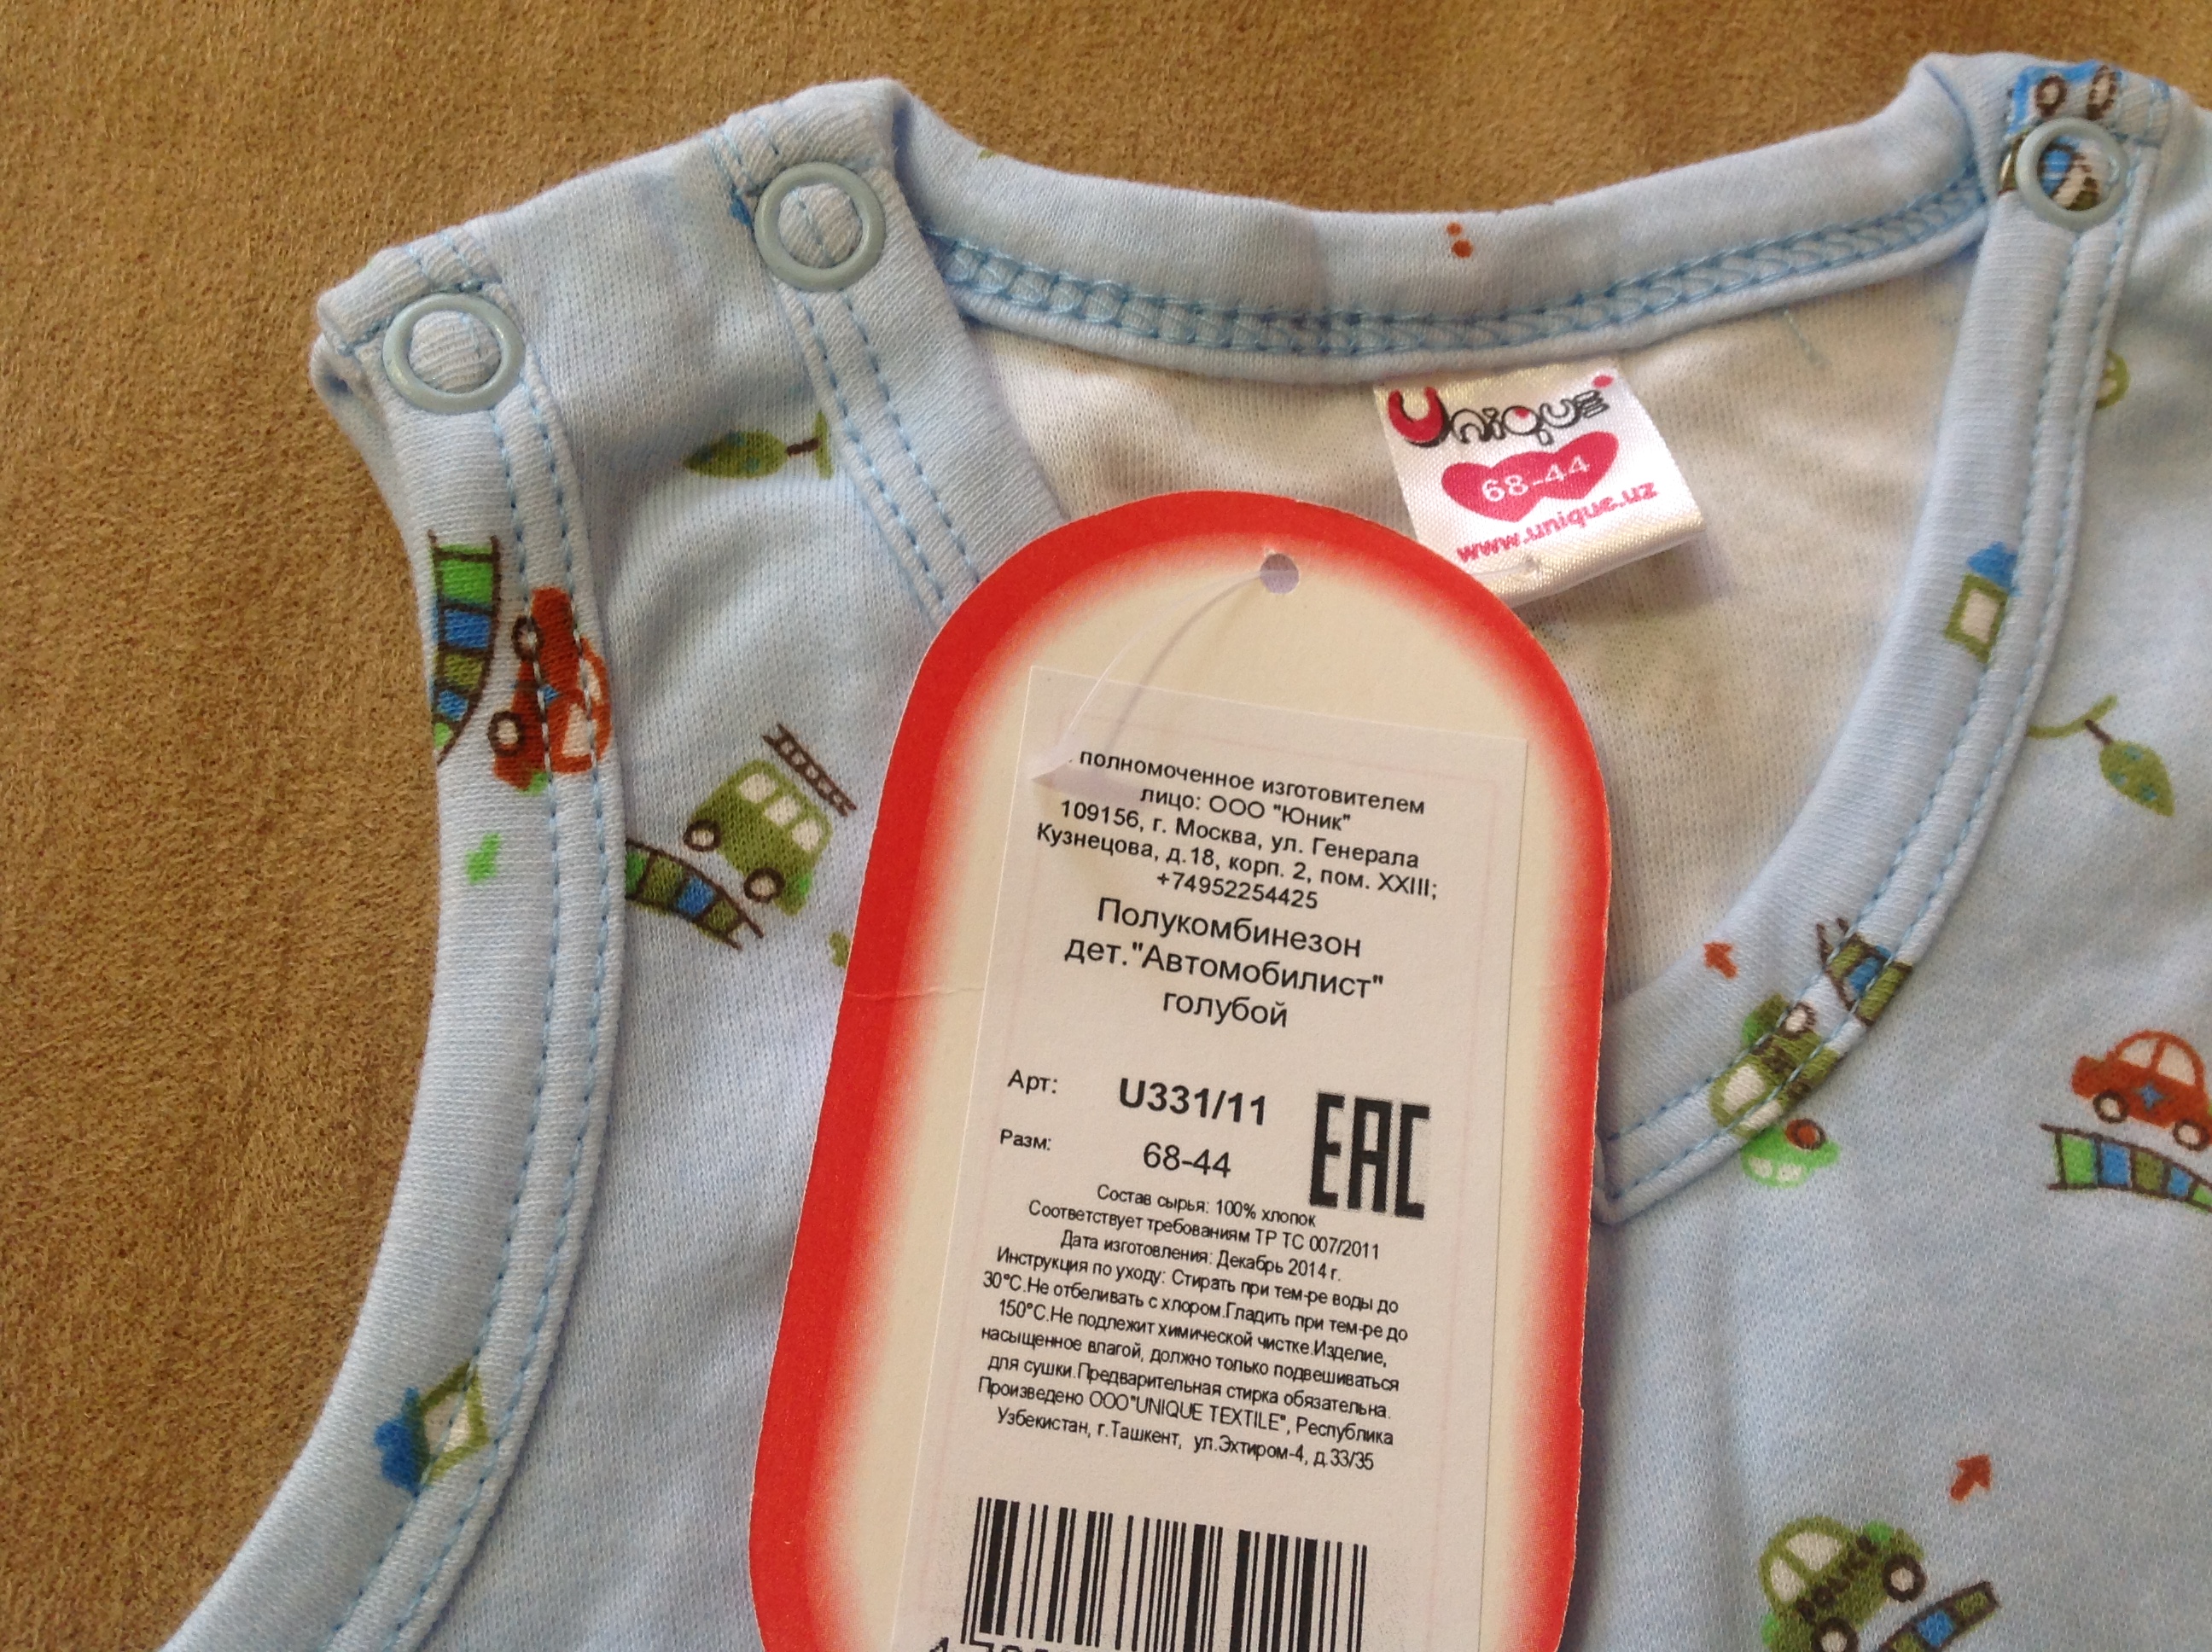 Unique
68-44
www.unique.uz
полномоченное изготовителем
лицо: ООО "Юник"
109156, г. Москва, ул. Генерала
Кузнецова, д.18, корп. 2, пом. XXIII;
+74952254425
Полукомбинезон
дет."Автомобилист"
голубой
Арт: U331/11
EAC
Разм: 68-44
Состав сырья: 100% хлопок
Соответствует требованиям ТР ТС 007/2011
Дата изготовления: Декабрь 2014 г.
Инструкция по уходу: Стирать при тем-ре воды до
30°С.Не отбеливать с хлором.Гладить при тем-ре до
150°С.Не подлежит химической чистке.Изделие,
насыщенное влагой, должно только подвешиваться
для сушки.Предварительная стирка обязательна.
Произведено ООО"UNIQUE TEXTILE", Республика
Узбекистан, г.Ташкент, ул.Эхтиром-4, д.33/35
POLICE